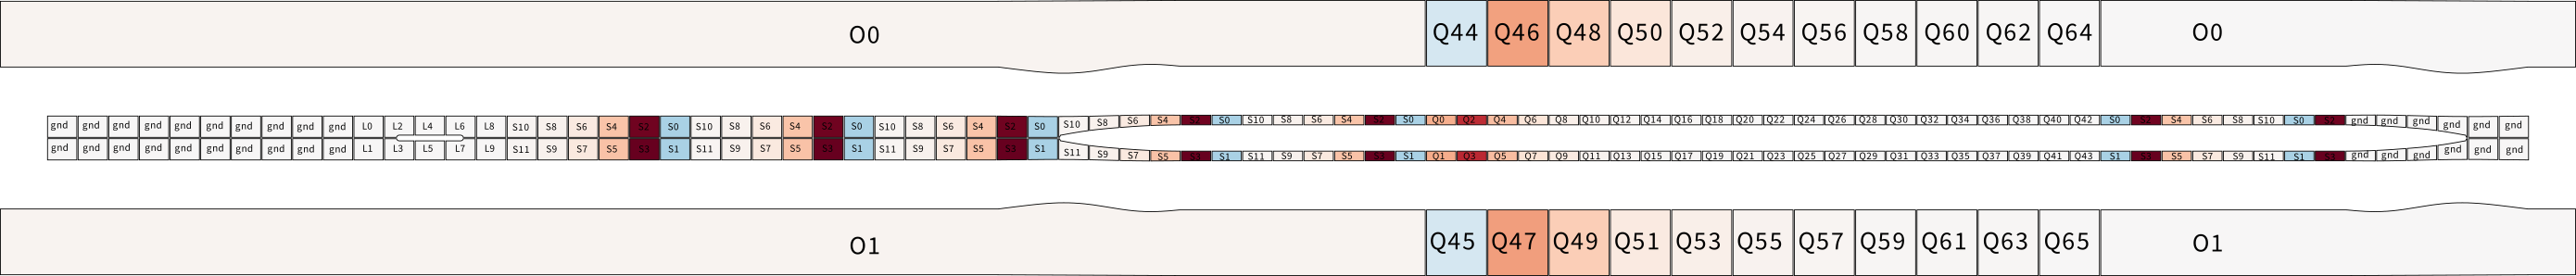 O0 Q44 Q46 Q48 Q50 Q52 Q54 Q56 Q58 Q60 Q62 Q64 O0
gnd gnd gnd gnd gnd gnd gnd gnd gnd gnd L0 L2 L4 L6 L8 S10 S8 S6 S4 S2 S0 S10 S8 S6 S4 S2 S0 S10 S8 S6 S4 S2 S0 S10 S8 S6 S4 S2 S0 S10 S8 S6 S4 S2 S0 Q0 Q2 Q4 Q6 Q8 Q10 Q12 Q14 Q16 Q18 Q20 Q22 Q24 Q26 Q28 Q30 Q32 Q34 Q36 Q38 Q40 Q42 S0 S2 S4 S6 S8 S10 S0 S2 gnd gnd gnd gnd gnd gnd
gnd gnd gnd gnd gnd gnd gnd gnd gnd gnd L1 L3 L5 L7 L9 S11 S9 S7 S5 S3 S1 S11 S9 S7 S5 S3 S1 S11 S9 S7 S5 S3 S1 S11 S9 S7 S5 S3 S1 S11 S9 S7 S5 S3 S1 Q1 Q3 Q5 Q7 Q9 Q11 Q13 Q15 Q17 Q19 Q21 Q23 Q25 Q27 Q29 Q31 Q33 Q35 Q37 Q39 Q41 Q43 S1 S3 S5 S7 S9 S11 S1 S3 gnd gnd gnd gnd gnd gnd
O1 Q45 Q47 Q49 Q51 Q53 Q55 Q57 Q59 Q61 Q63 Q65 O1